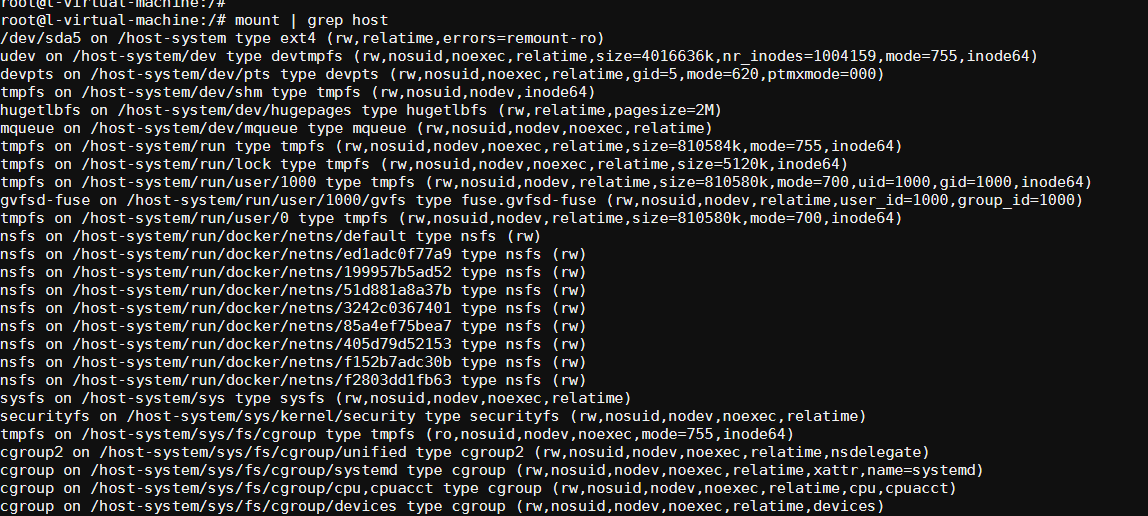 root@l-virtual-machine:/#
root@l-virtual-machine:/# mount | grep host
/dev/sda5 on /host-system type ext4 (rw,relatime,errors=remount-ro)
udev on /host-system/dev type devtmpfs (rw,nosuid,noexec,relatime,size=4016636k,nr_inodes=1004159,mode=755,inode64)
devpts on /host-system/dev/pts type devpts (rw,nosuid,noexec,relatime,gid=5,mode=620,ptmxmode=000)
tmpfs on /host-system/dev/shm type tmpfs (rw,nosuid,nodev,inode64)
hugetlbfs on /host-system/dev/hugepages type hugetlbfs (rw,relatime,pagesize=2M)
mqueue on /host-system/dev/mqueue type mqueue (rw,nosuid,nodev,noexec,relatime)
tmpfs on /host-system/run type tmpfs (rw,nosuid,nodev,noexec,relatime,size=810584k,mode=755,inode64)
tmpfs on /host-system/run/lock type tmpfs (rw,nosuid,nodev,noexec,relatime,size=5120k,inode64)
tmpfs on /host-system/run/user/1000 type tmpfs (rw,nosuid,nodev,relatime,size=810580k,mode=700,uid=1000,gid=1000,inode64)
gvfsd-fuse on /host-system/run/user/1000/gvfs type fuse.gvfsd-fuse (rw,nosuid,nodev,relatime,user_id=1000,group_id=1000)
tmpfs on /host-system/run/user/0 type tmpfs (rw,nosuid,nodev,relatime,size=810580k,mode=700,inode64)
nsfs on /host-system/run/docker/netns/default type nsfs (rw)
nsfs on /host-system/run/docker/netns/ed1adc0f77a9 type nsfs (rw)
nsfs on /host-system/run/docker/netns/199957b5ad52 type nsfs (rw)
nsfs on /host-system/run/docker/netns/51d881a8a37b type nsfs (rw)
nsfs on /host-system/run/docker/netns/3242c0367401 type nsfs (rw)
nsfs on /host-system/run/docker/netns/85a4ef75bea7 type nsfs (rw)
nsfs on /host-system/run/docker/netns/405d79d52153 type nsfs (rw)
nsfs on /host-system/run/docker/netns/f152b7adc30b type nsfs (rw)
nsfs on /host-system/run/docker/netns/f2803dd1fb63 type nsfs (rw)
sysfs on /host-system/sys type sysfs (rw,nosuid,nodev,noexec,relatime)
securityfs on /host-system/sys/kernel/security type securityfs (rw,nosuid,nodev,noexec,relatime)
tmpfs on /host-system/sys/fs/cgroup type tmpfs (ro,nosuid,nodev,noexec,mode=755,inode64)
cgroup2 on /host-system/sys/fs/cgroup/unified type cgroup2 (rw,nosuid,nodev,noexec,relatime,nsdelegate)
cgroup on /host-system/sys/fs/cgroup/systemd type cgroup (rw,nosuid,nodev,noexec,relatime,xattr,name=systemd)
cgroup on /host-system/sys/fs/cgroup/cpu,cpuacct type cgroup (rw,nosuid,nodev,noexec,relatime,cpu,cpuacct)
cgroup on /host-system/sys/fs/cgroup/devices type cgroup (rw,nosuid,nodev,noexec,relatime,devices)